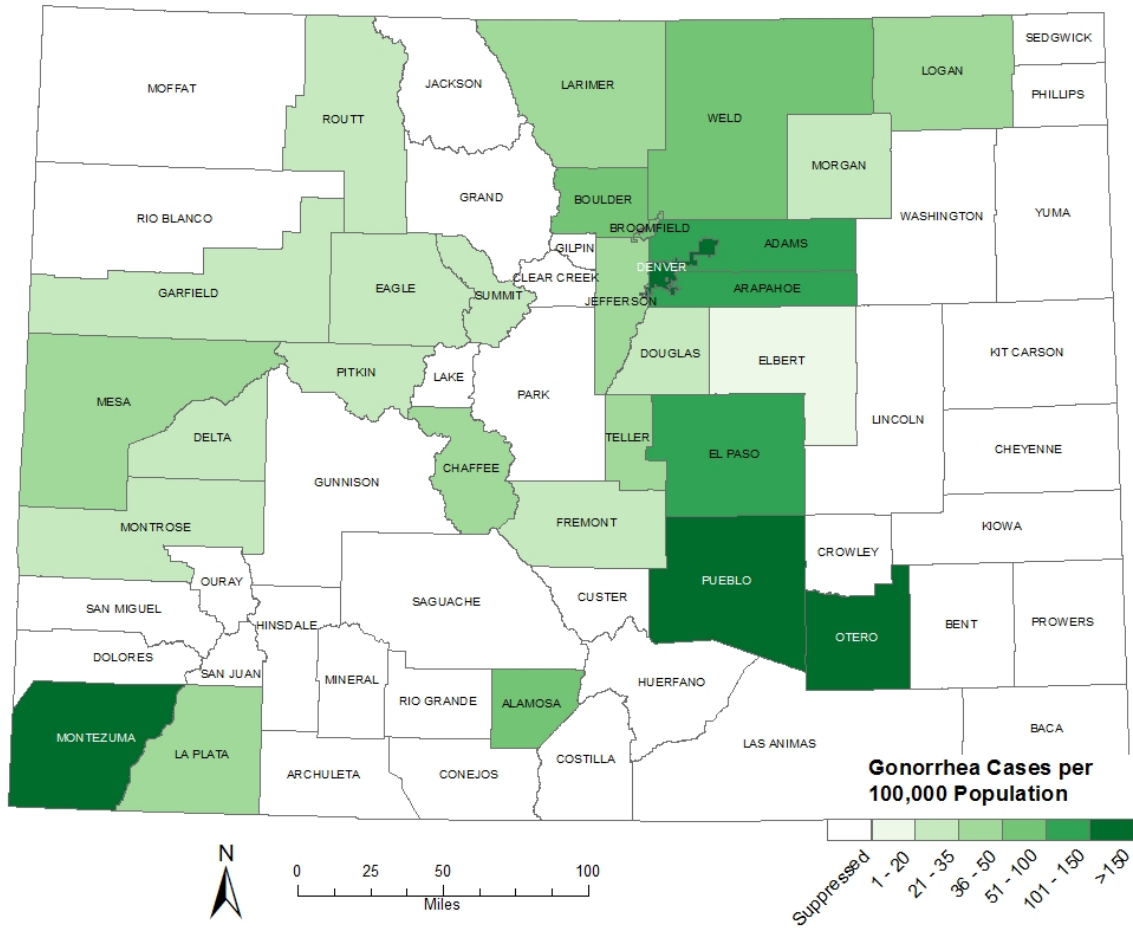 SEDGWICK
LOGAN
JACKSON
LARIMER
MOFFAT
PHILLIPS
ROUTT
WELD
MORGAN
GRAND
BOULDER
YUMA
RIO BLANCO
WASHINGTON
BROOMFIELD
ADAMS
GILPIN
DENVER
CLEAR CREEK
EAGLE
ARAPAHOE
GARFIELD
SUMMIT
JEFFERSON
KIT CARSON
DOUGLAS
ELBERT
PITKIN
LAKE
PARK
MESA
LINCOLN
DELTA
TELLER
CHEYENNE
EL PASO
CHAFFEE
GUNNISON
FREMONT
MONTROSE
KIOWA
CROWLEY
OURAY
PUEBLO
CUSTER
SAGUACHE
SAN MIGUEL
PROWERS
BENT
HINSDALE
OTERO
DOLORES
SAN JUAN
MINERAL
HUERFANO
RIO GRANDE
ALAMOSA
BACA
MONTEZUMA
LAS ANIMAS
LA PLATA
COSTILLA
ARCHULETA
CONEJOS
Gonorrhea Cases per
100,000 Population
Suppressed
1 - 20
21 - 35
36 - 50
51 - 100
101 - 150
>150
N
0 25 50 100
Miles